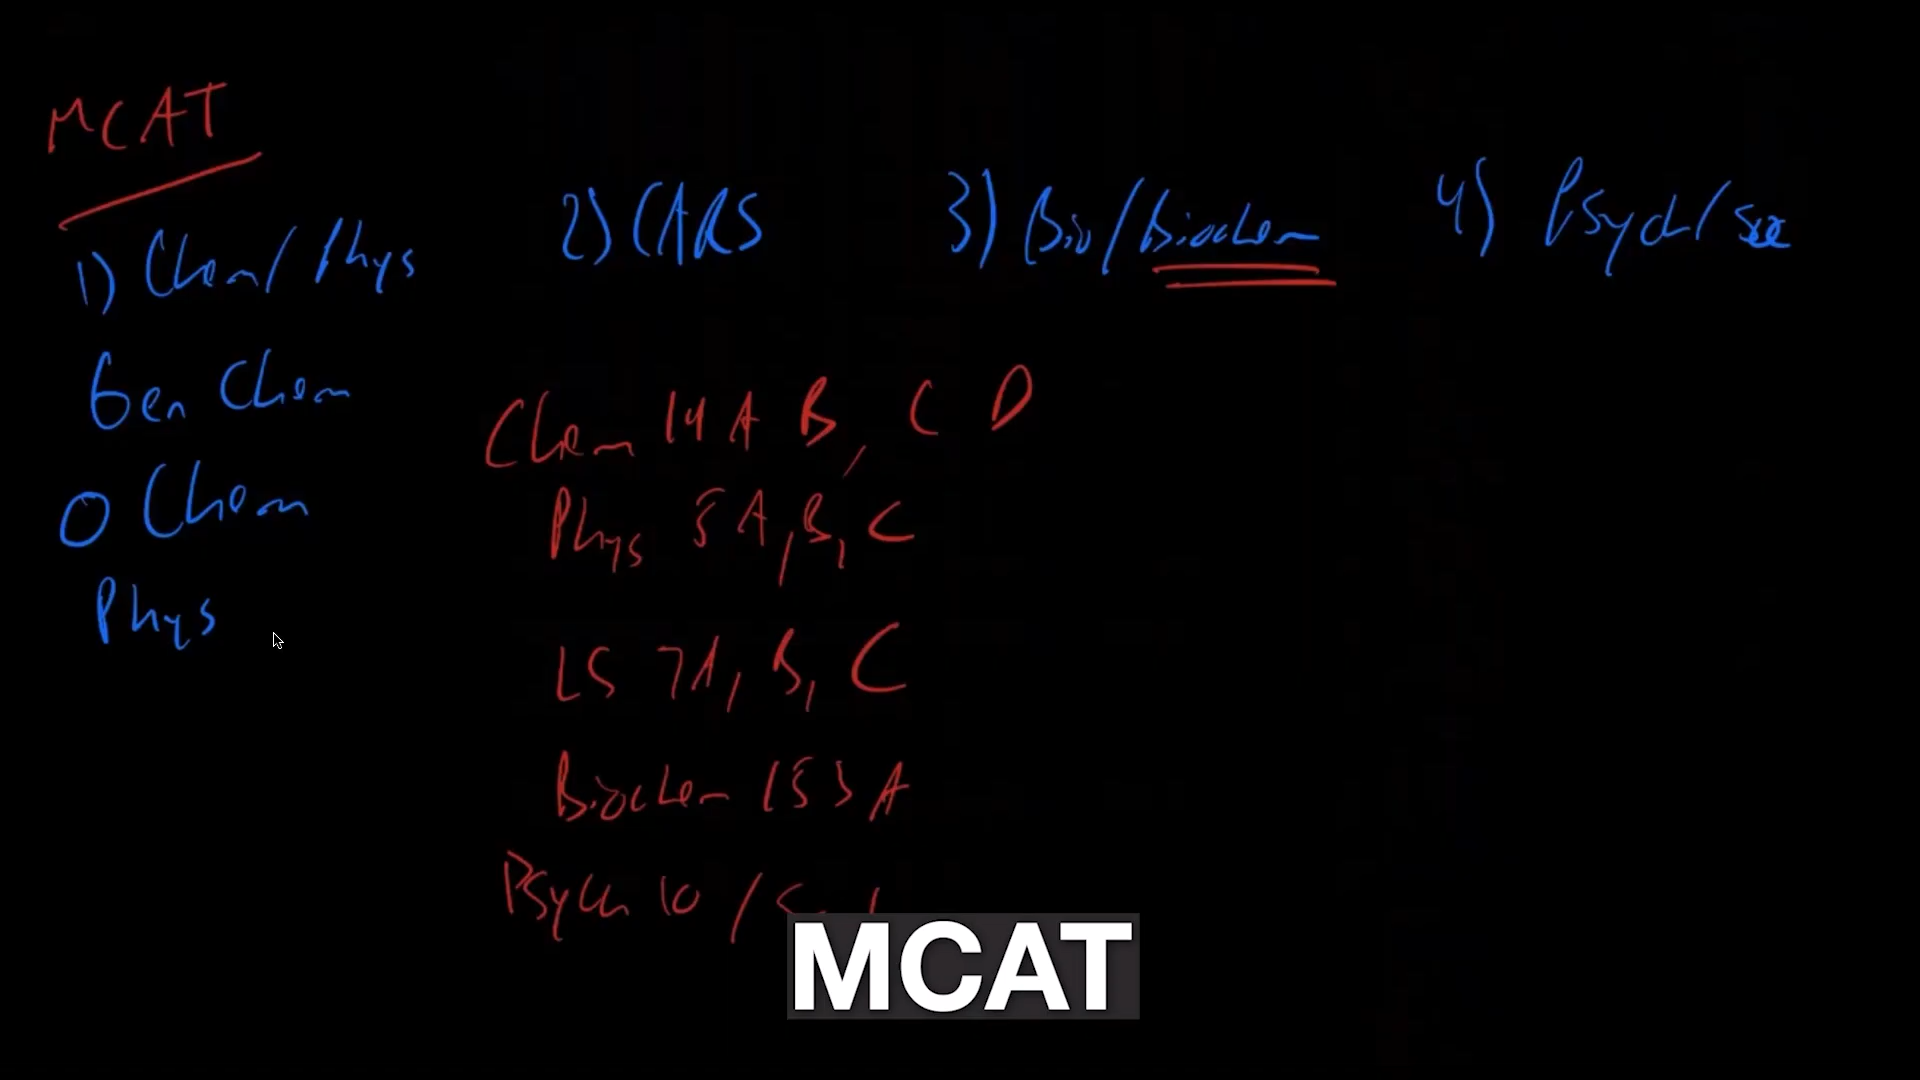 MCAT
1) Chem/Phys
2) CARS
3) Bio/Biochem
4) Psych/
Gen Chem
O Chem
Phys
Chem 14 A B, C D
Phys 5 A, B, C
LS 7A, B, C
Biochem 153 A
Psych 10 /
MCAT